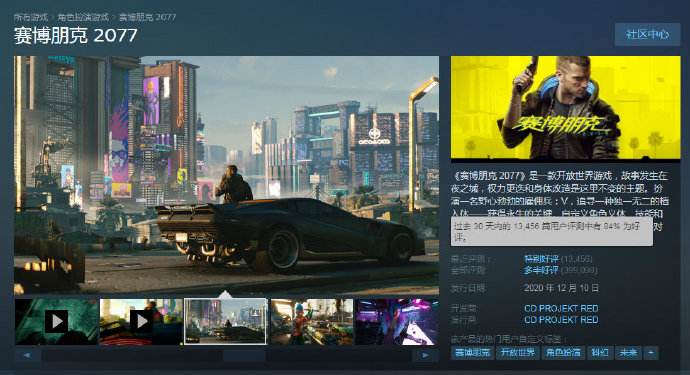 所有游戏 > 角色扮演游戏 > 赛博朋克 2077
赛博朋克 2077
社区中心
赛博朋克
《赛博朋克 2077》是一款开放世界游戏，故事发生在
夜之城，权力更迭和身体改造是这里不变的主题。扮
演一名野心勃勃的雇佣兵：V，追寻一种独一无二的植
入体——获得永生的关键。自定义角色义体、技能和
过去 30 天内的 13,456 篇用户评测中有 84% 为好
评。
最近评测：
特别好评 (13,456)
全部评测：
多半好评
发行日期：
2020 年 12 月 10 日
开发商：
CD PROJEKT RED
发行商：
CD PROJEKT RED
该产品的热门用户自定义标签：
赛博朋克 开放世界 角色扮演 科幻 未来 +